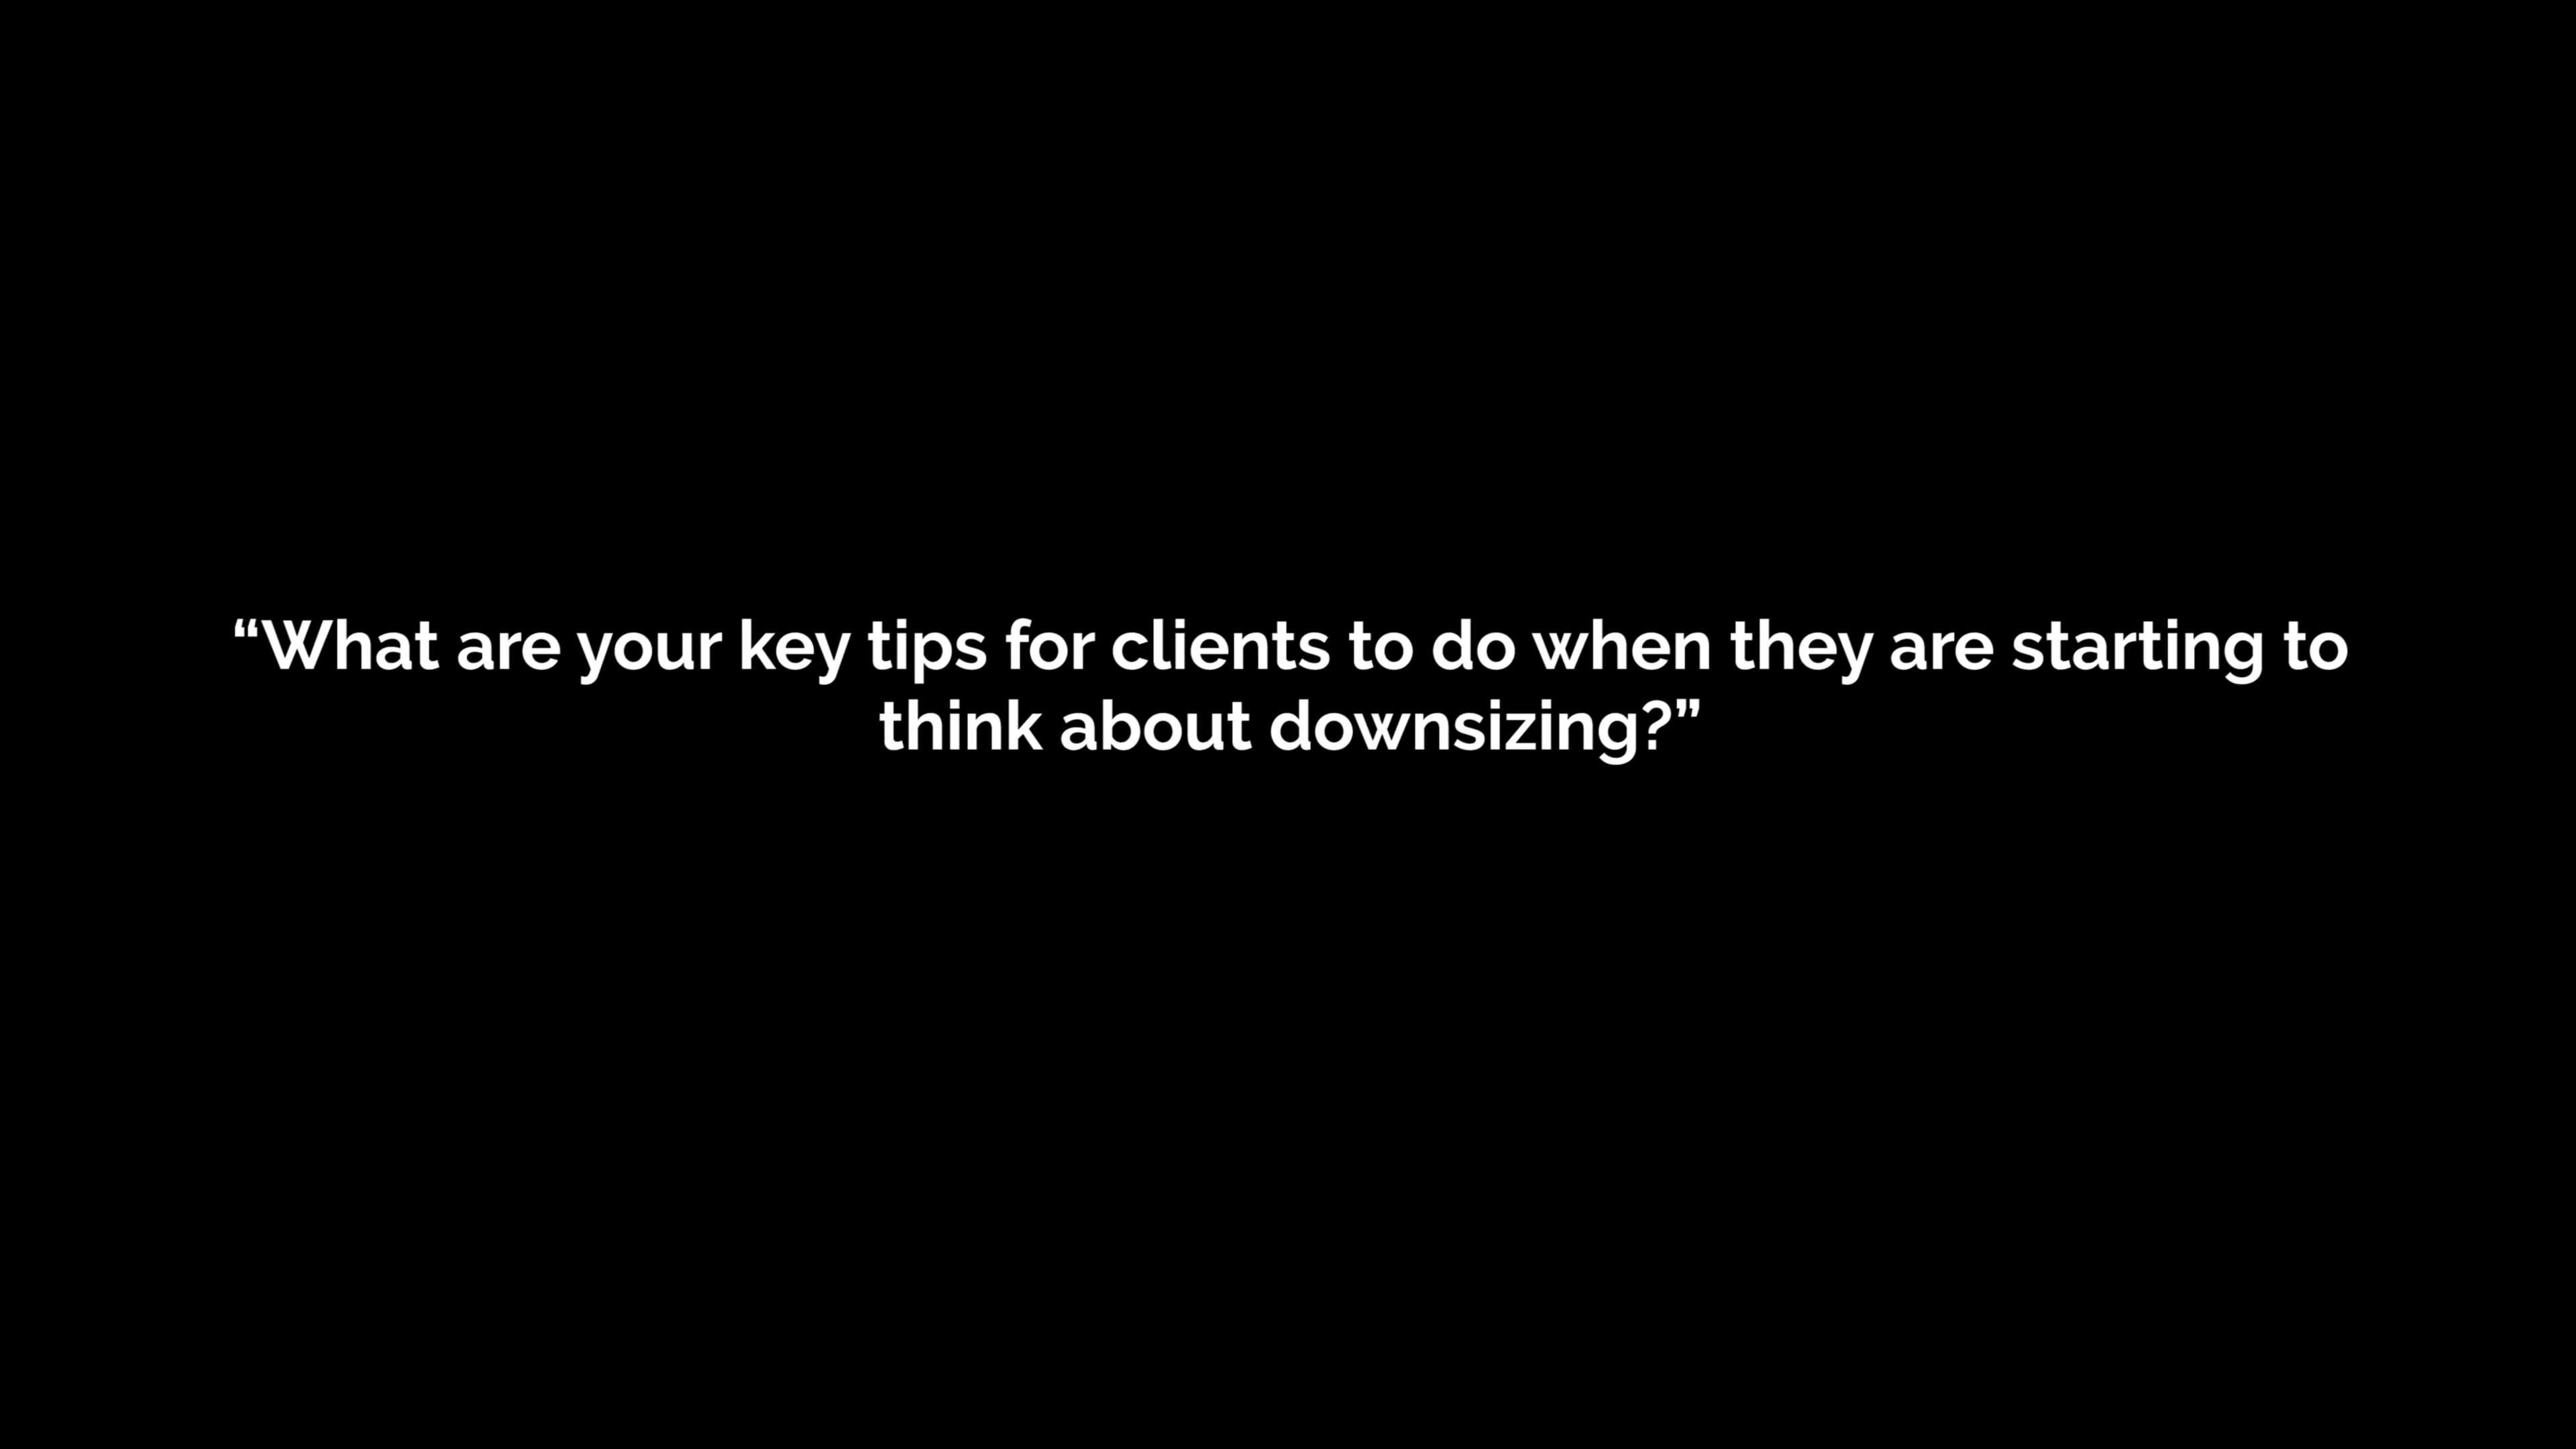 “What are your key tips for clients to do when they are starting to
think about downsizing?”